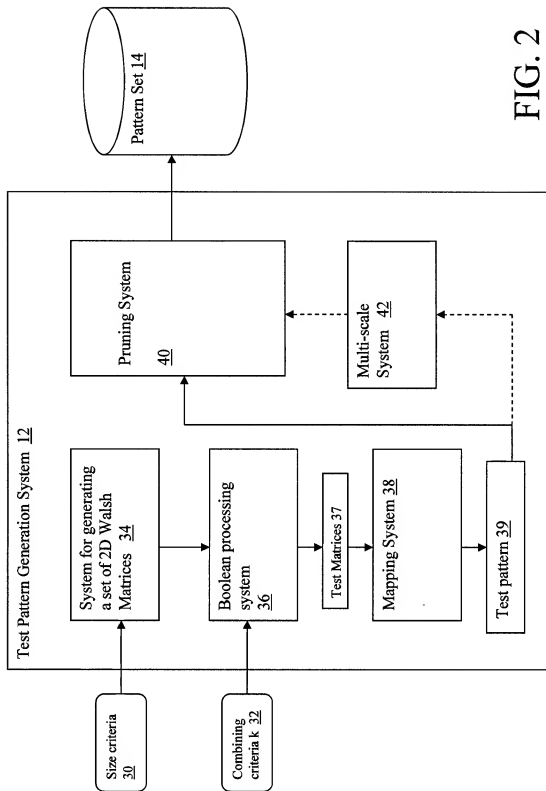 Test Pattern Generation System 12
Size criteria
30
Combining
criteria k 32
System for generating
a set of 2D Walsh
Matrices 34
Boolean processing
system
36
Test Matrices 37
Mapping System 38
Test pattern 39
Pruning System
40
Multi-scale
System 42
Pattern Set 14
FIG. 2